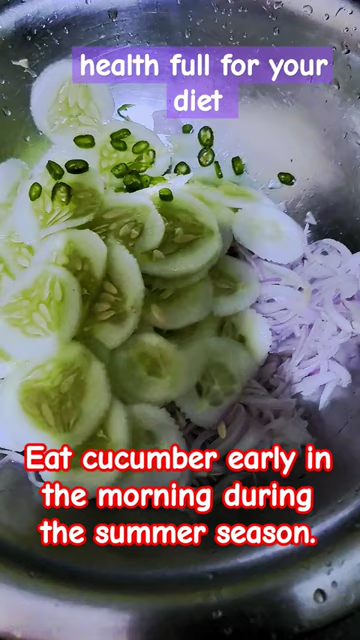 health full for your
diet
Eat cucumber early in
the morning during
the summer season.